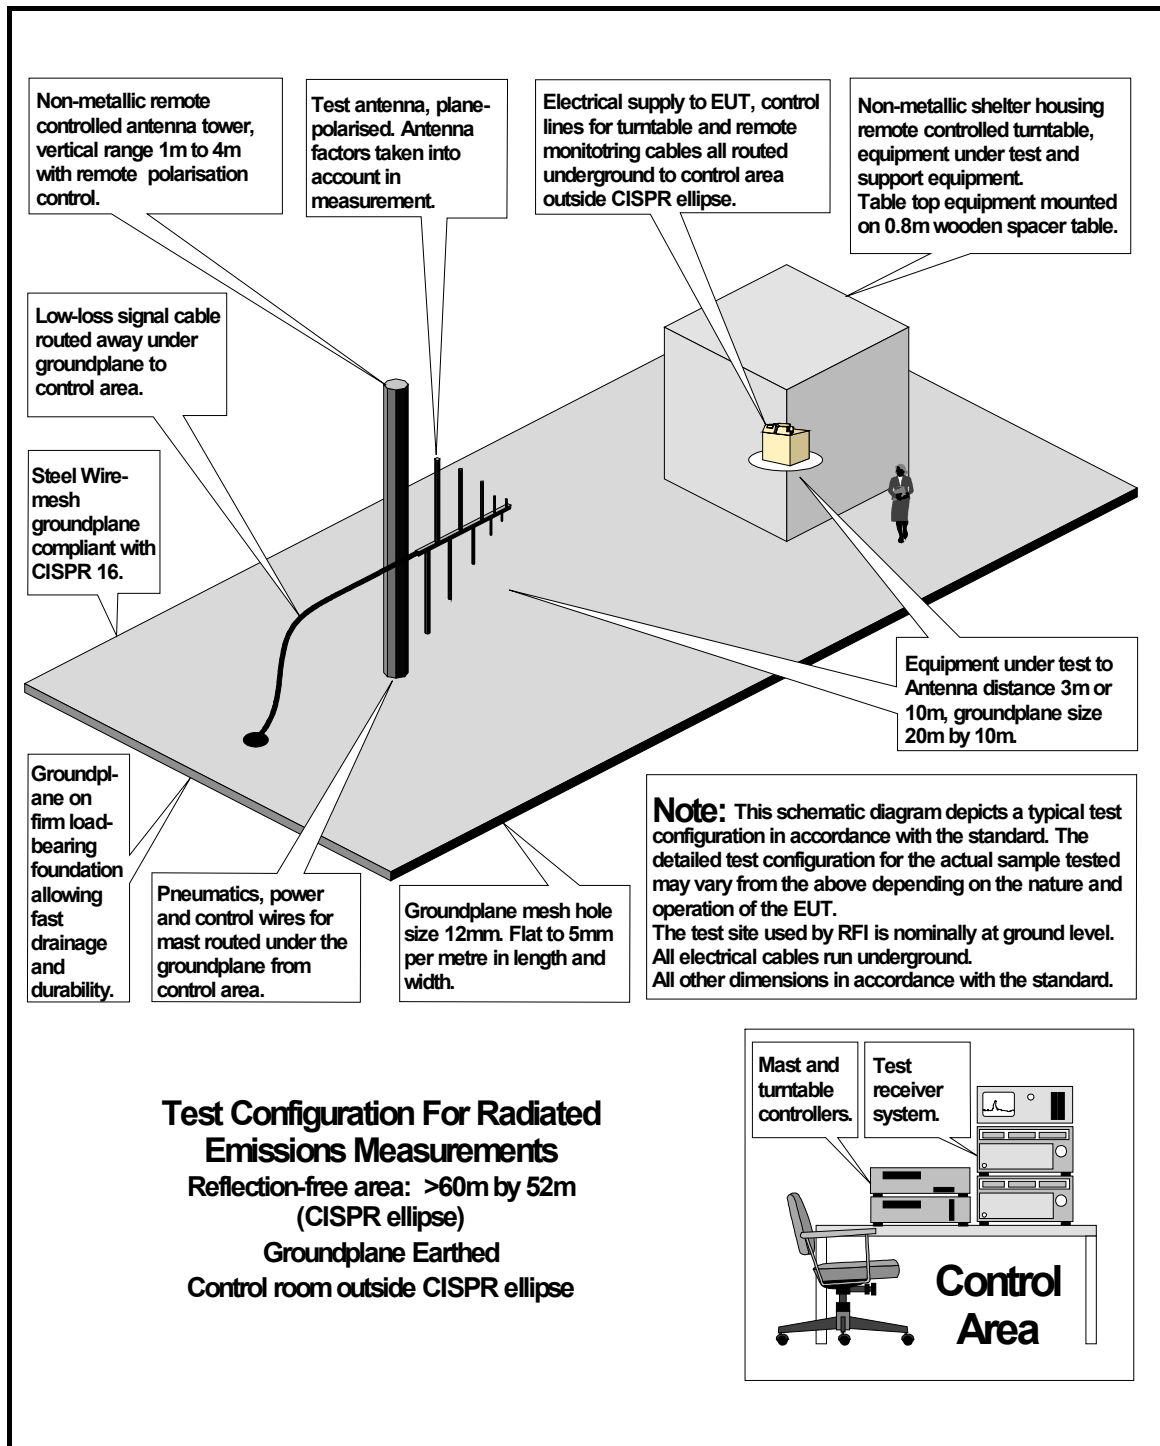 Non-metallic remote
controlled antenna tower,
vertical range 1m to 4m
with remote polarisation
control.
Test antenna, plane-
polarised. Antenna
factors taken into
account in
measurement.
Electrical supply to EUT, control
lines for turntable and remote
monitotring cables all routed
underground to control area
outside CISPR ellipse.
Non-metallic shelter housing
remote controlled turntable,
equipment under test and
support equipment.
Table top equipment mounted
on 0.8m wooden spacer table.
Low-loss signal cable
routed away under
groundplane to
control area.
Steel Wire-
mesh
groundplane
compliant with
CISPR 16.
Equipment under test to
Antenna distance 3m or
10m, groundplane size
20m by 10m.
Groundpl-
ane on
firm load-
bearing
foundation
allowing
fast
drainage
and
durability.
Pneumatics, power
and control wires for
mast routed under the
groundplane from
control area.
Groundplane mesh hole
size 12mm. Flat to 5mm
per metre in length and
width.
Note: This schematic diagram depicts a typical test
configuration in accordance with the standard. The
detailed test configuration for the actual sample tested
may vary from the above depending on the nature and
operation of the EUT.
The test site used by RFI is nominally at ground level.
All electrical cables run underground.
All other dimensions in accordance with the standard.
Test Configuration For Radiated
Emissions Measurements
Reflection-free area: >60m by 52m
(CISPR ellipse)
Groundplane Earthed
Control room outside CISPR ellipse
Mast and
turntable
controllers.
Test
receiver
system.
Control
Area